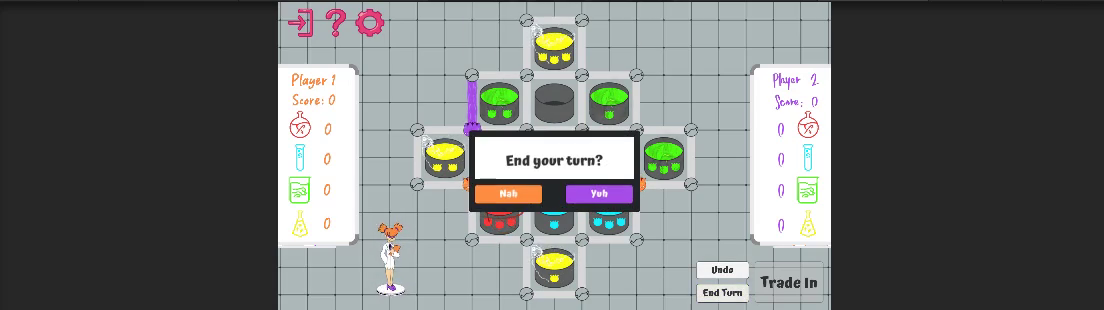 ?
Player 1
Score: 0
0
0
0
0
Player 2
Score: 0
0
0
0
0
End your turn?
Nah
Yuh
Undo
End Turn
Trade In